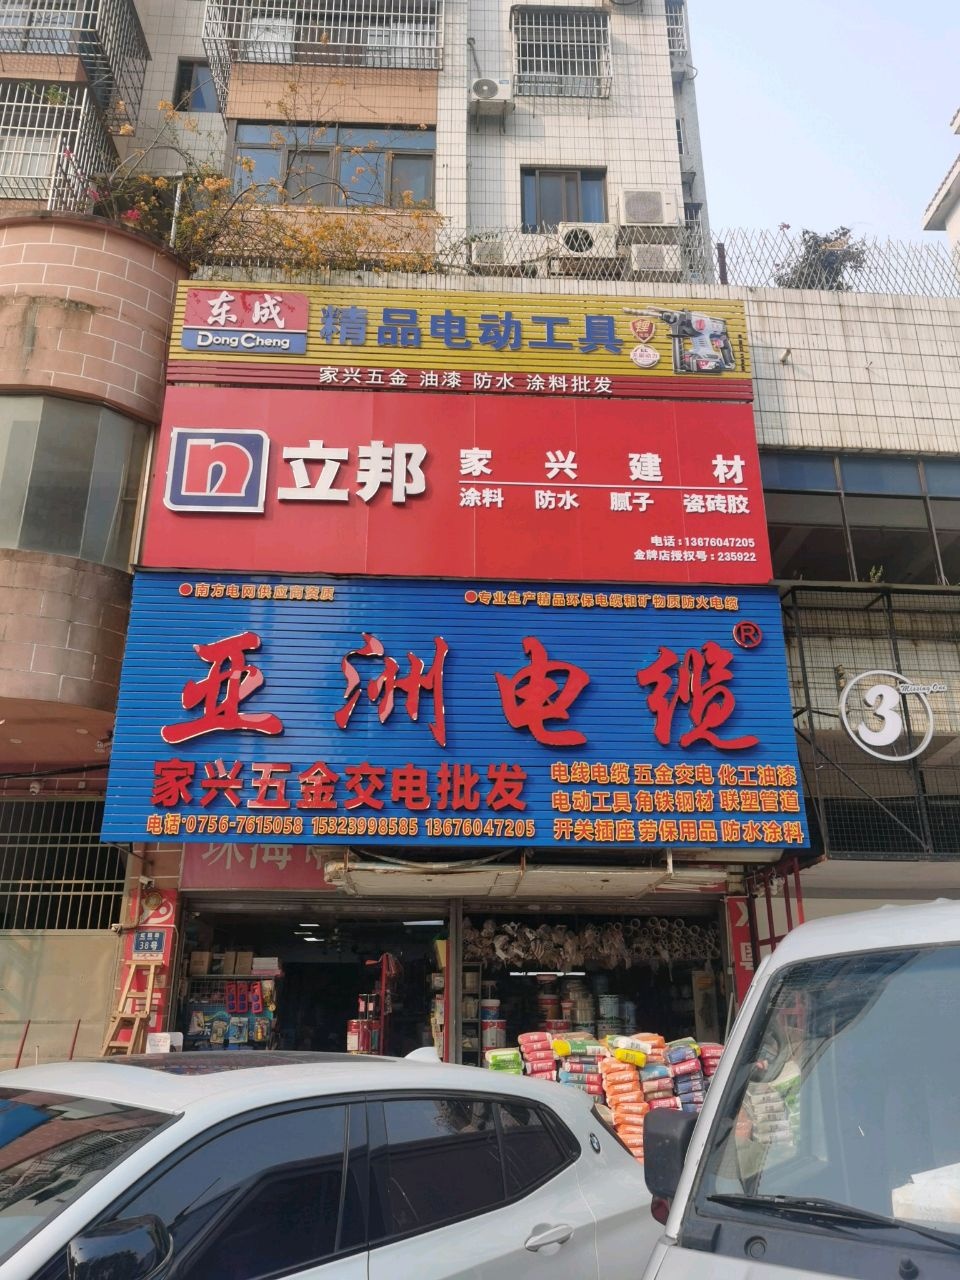 东成 精品电动工具 锂
DongCheng
家兴五金 油漆 防水 涂料批发
n 立邦 家兴建材
涂料 防水 腻子 瓷砖胶
电话:13676047205
金牌店授权号:235922
●南方电网供应商资质 ●专业生产精品环保电缆和矿物质防火电缆
亚洲电缆®
家兴五金交电批发
电话:0756-7615058 15323998585 13676047205
电线电缆 五金交电 化工油漆
电动工具 角铁钢材 联塑管道
开关插座 劳保用品 防水涂料
3 Missing One
珠海
38号